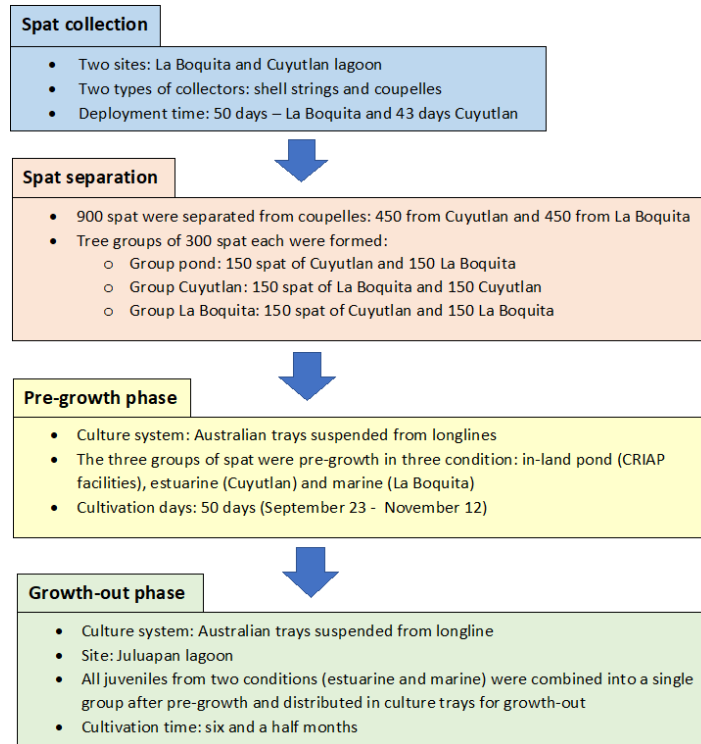 Spat collection
• Two sites: La Boquita and Cuyutlan lagoon
• Two types of collectors: shell strings and coupelles
• Deployment time: 50 days – La Boquita and 43 days Cuyutlan
Spat separation
• 900 spat were separated from coupelles: 450 from Cuyutlan and 450 from La Boquita
• Tree groups of 300 spat each were formed:
o Group pond: 150 spat of Cuyutlan and 150 La Boquita
o Group Cuyutlan: 150 spat of La Boquita and 150 Cuyutlan
o Group La Boquita: 150 spat of Cuyutlan and 150 La Boquita
Pre-growth phase
• Culture system: Australian trays suspended from longlines
• The three groups of spat were pre-growth in three condition: in-land pond (CRIAP
facilities), estuarine (Cuyutlan) and marine (La Boquita)
• Cultivation days: 50 days (September 23 - November 12)
Growth-out phase
• Culture system: Australian trays suspended from longline
• Site: Juluapan lagoon
• All juveniles from two conditions (estuarine and marine) were combined into a single
group after pre-growth and distributed in culture trays for growth-out
• Cultivation time: six and a half months